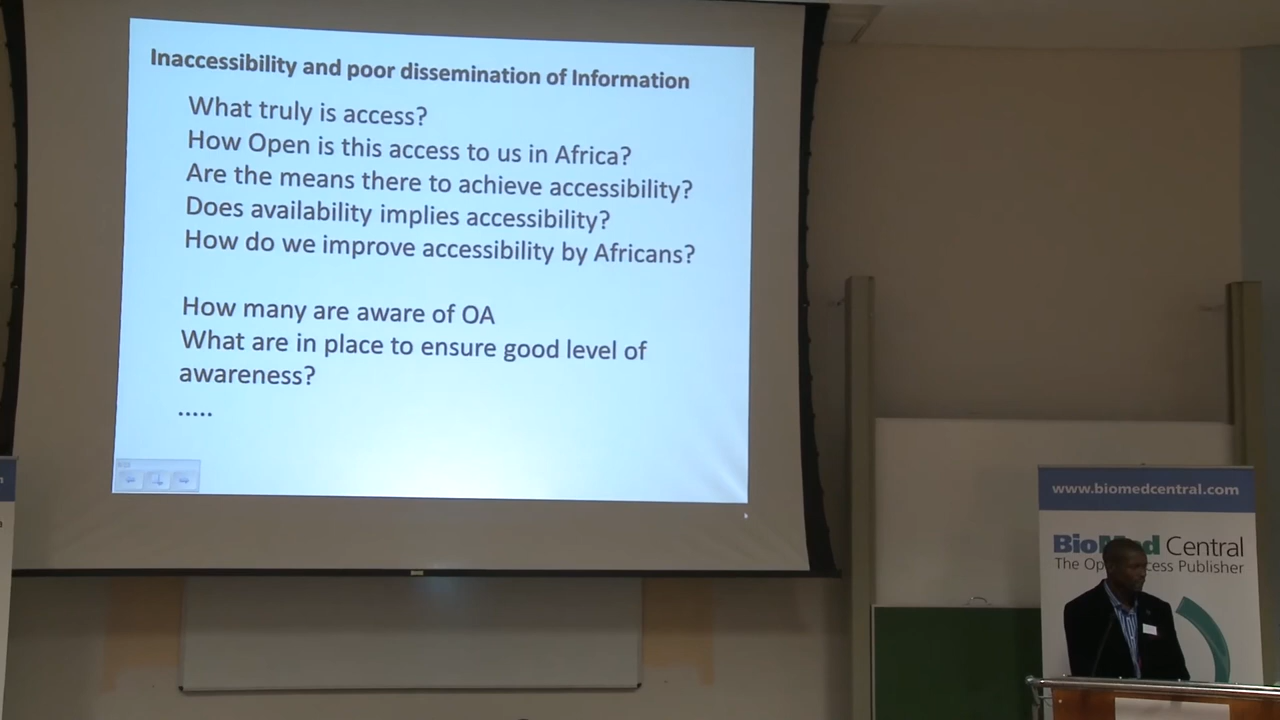 Inaccessibility and poor dissemination of Information
What truly is access?
How Open is this access to us in Africa?
Are the means there to achieve accessibility?
Does availability implies accessibility?
How do we improve accessibility by Africans?
How many are aware of OA
What are in place to ensure good level of
awareness?
.....
www.biomedcentral.com
Central
The Publisher